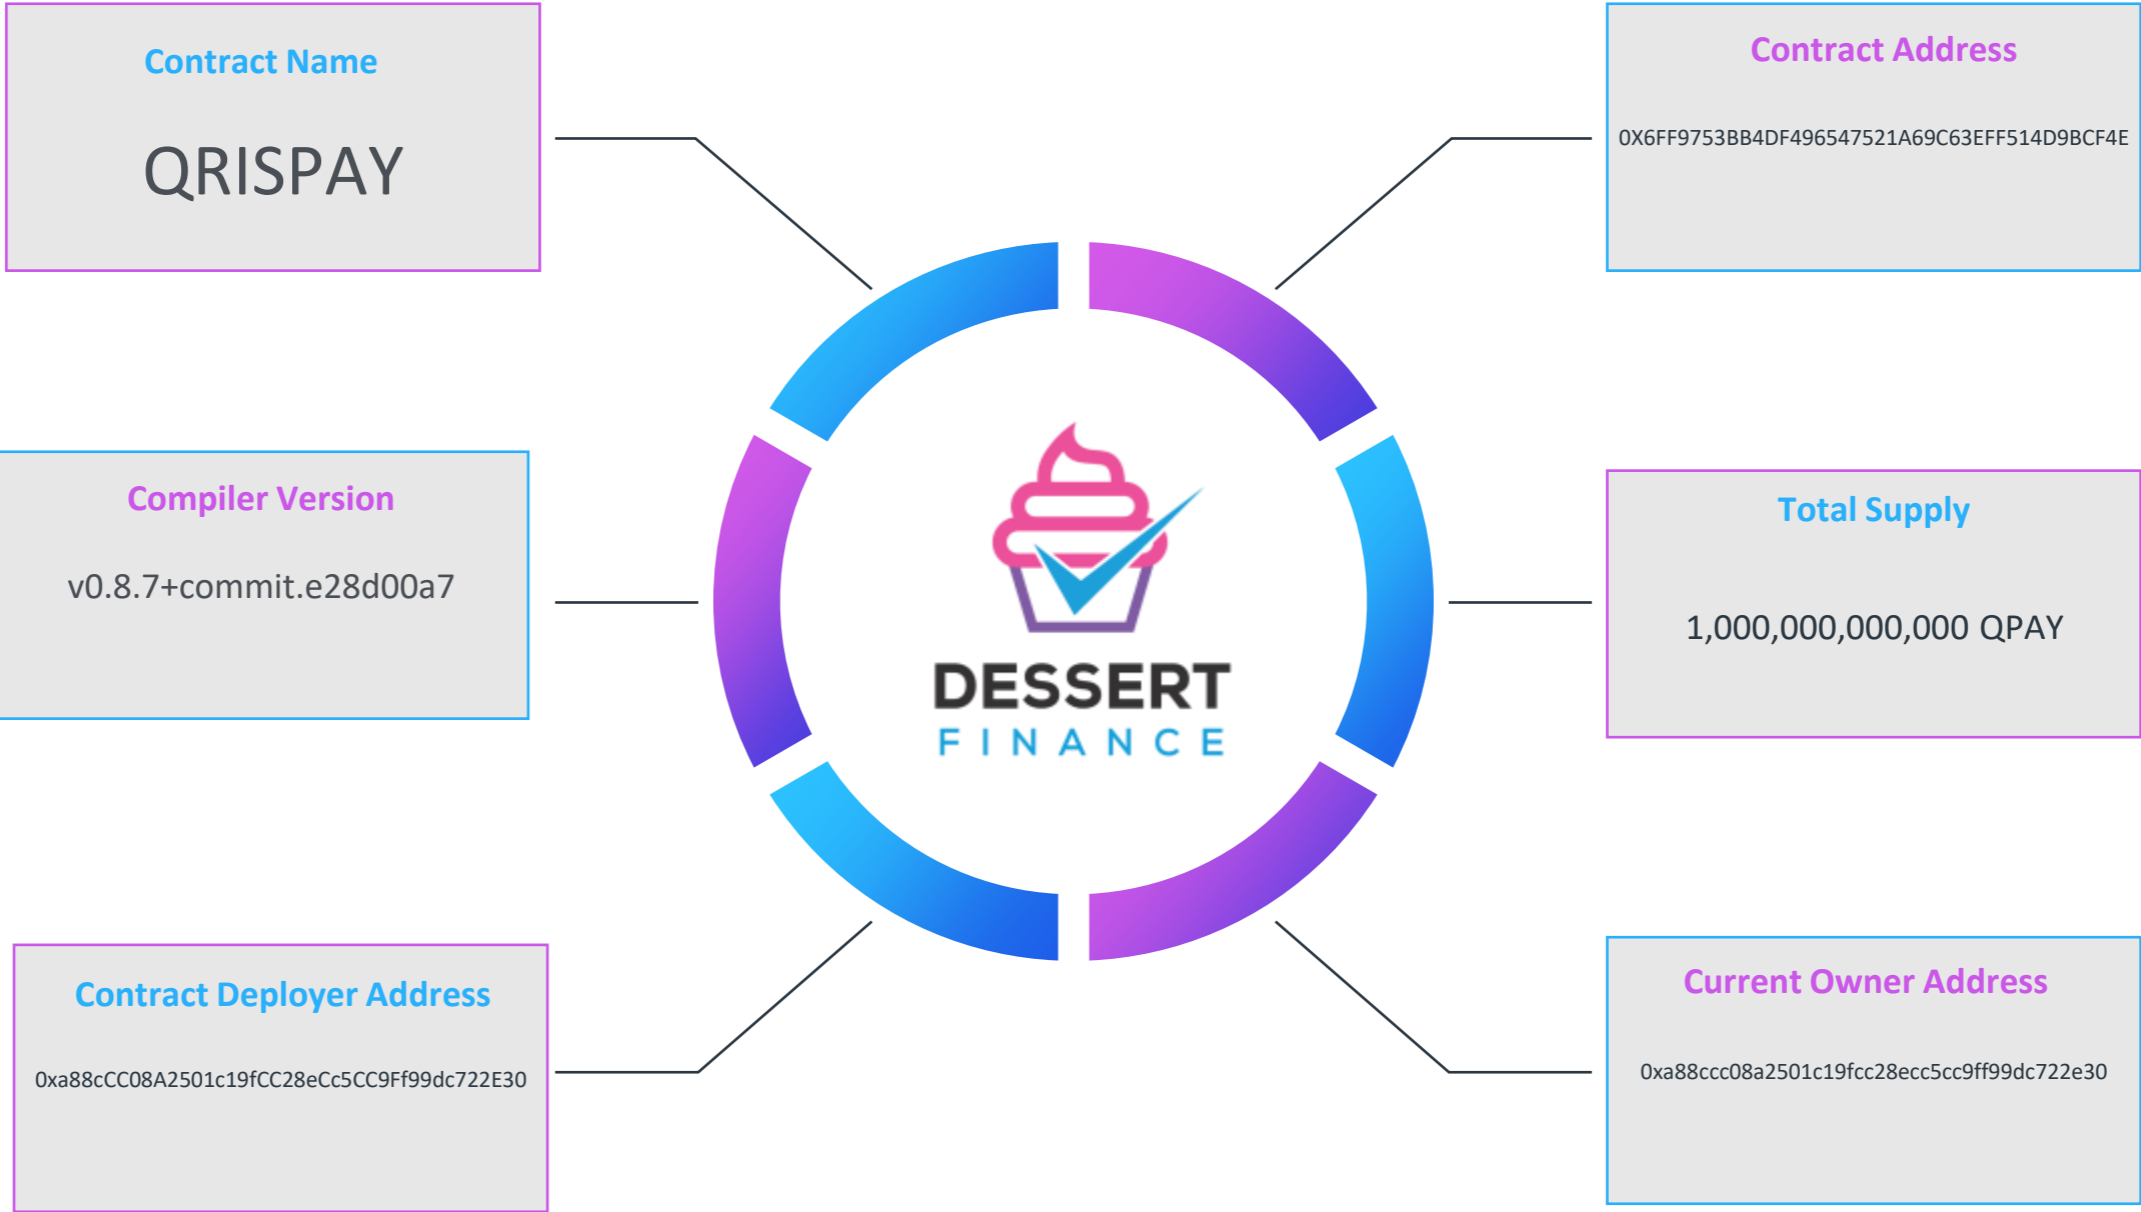 Contract Name
QRISPAY
Contract Address
0X6FF9753BB4DF496547521A69C63EFF514D9BCF4E
Compiler Version
v0.8.7+commit.e28d00a7
Total Supply
1,000,000,000,000 QPAY
DESSERT
FINANCE
Contract Deployer Address
0xa88cCC08A2501c19fCC28eCc5CC9Ff99dc722E30
Current Owner Address
0xa88ccc08a2501c19fcc28ecc5cc9ff99dc722e30